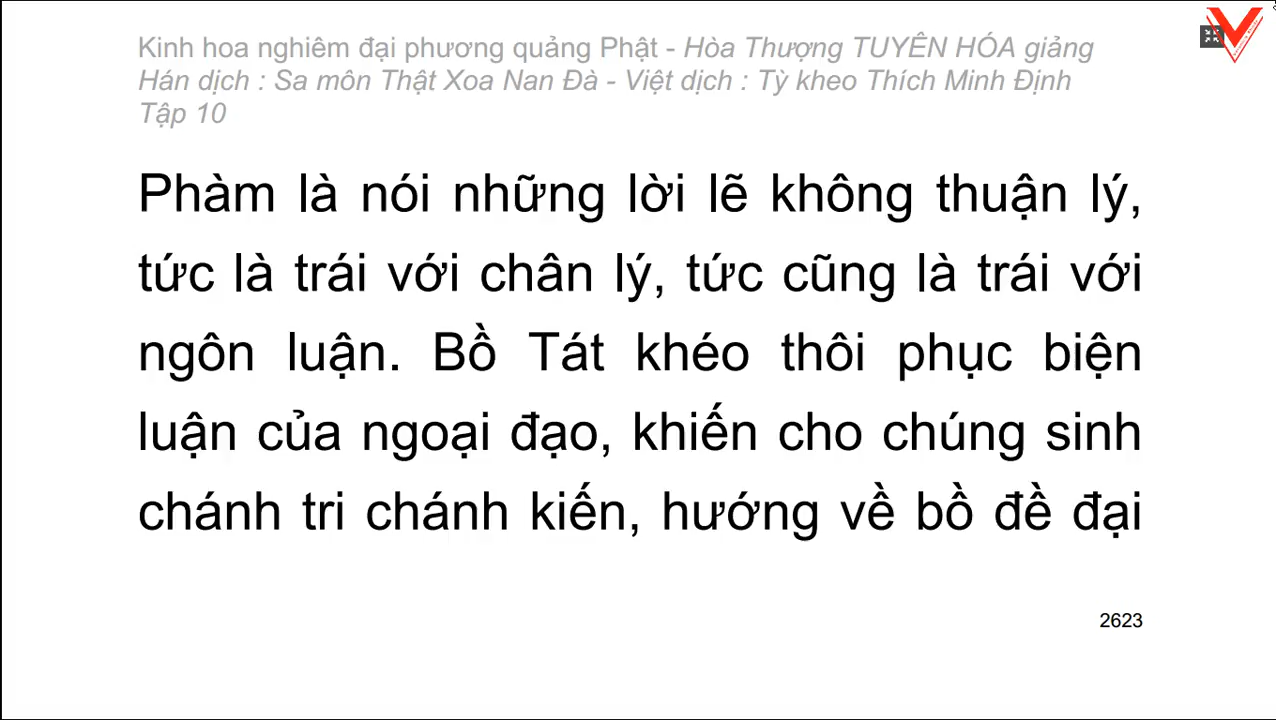 Kinh hoa nghiêm đại phương quảng Phật - Hòa Thượng TUYÊN HÓA giảng
Hán dịch : Sa môn Thật Xoa Nan Đà - Việt dịch : Tỳ kheo Thích Minh Định
Tập 10
Phàm là nói những lời lẽ không thuận lý,
tức là trái với chân lý, tức cũng là trái với
ngôn luận. Bồ Tát khéo thôi phục biện
luận của ngoại đạo, khiến cho chúng sinh
chánh tri chánh kiến, hướng về bồ đề đại
2623